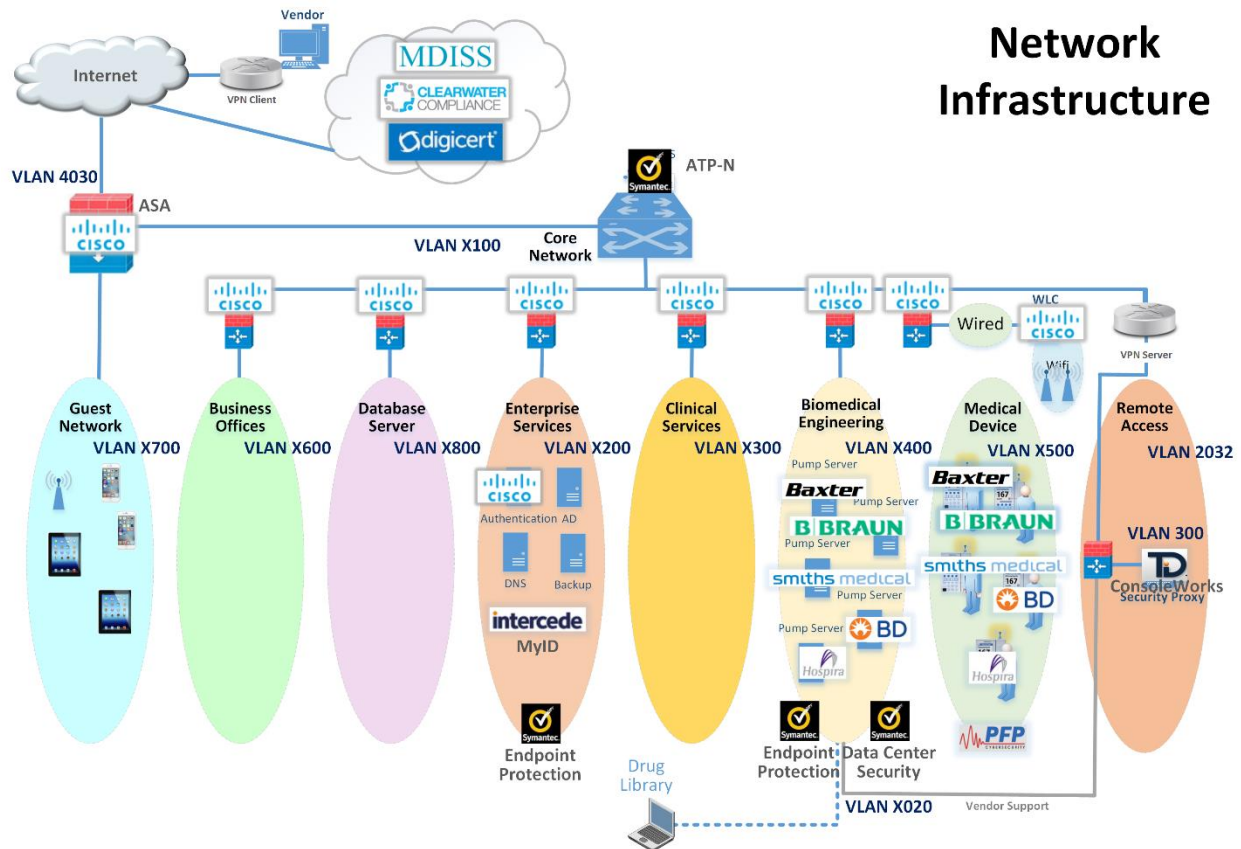 Network
Infrastructure
Vendor
Internet
VPN Client
MDISS
CLEARWATER
COMPLIANCE
digicert
VLAN 4030
ASA
CISCO
Symantec.
ATP-N
VLAN X100
Core
Network
CISCO
CISCO
CISCO
CISCO
CISCO
CISCO
Wired
WLC
CISCO
Wifi
VPN Server
Guest
Network
VLAN X700
Business
Offices
VLAN X600
Database
Server
VLAN X800
Enterprise
Services
VLAN X200
CISCO
Authentication
AD
DNS
Backup
intercede
MyID
Symantec.
Endpoint
Protection
Clinical
Services
VLAN X300
Biomedical
Engineering
VLAN X400
Pump Server
Baxter
Pump Server
B BRAUN
Pump Server
smiths medical
Pump Server
BD
Pump Server
Hospira
Symantec.
Endpoint
Protection
Symantec.
Data Center
Security
Medical
Device
VLAN X500
Baxter
167
B BRAUN
smiths medical
167
BD
Hospira
PFP
CYBERSECURITY
Remote
Access
VLAN 2032
VLAN 300
TD
ConsoleWorks
Security Proxy
Drug
Library
VLAN X020
Vendor Support